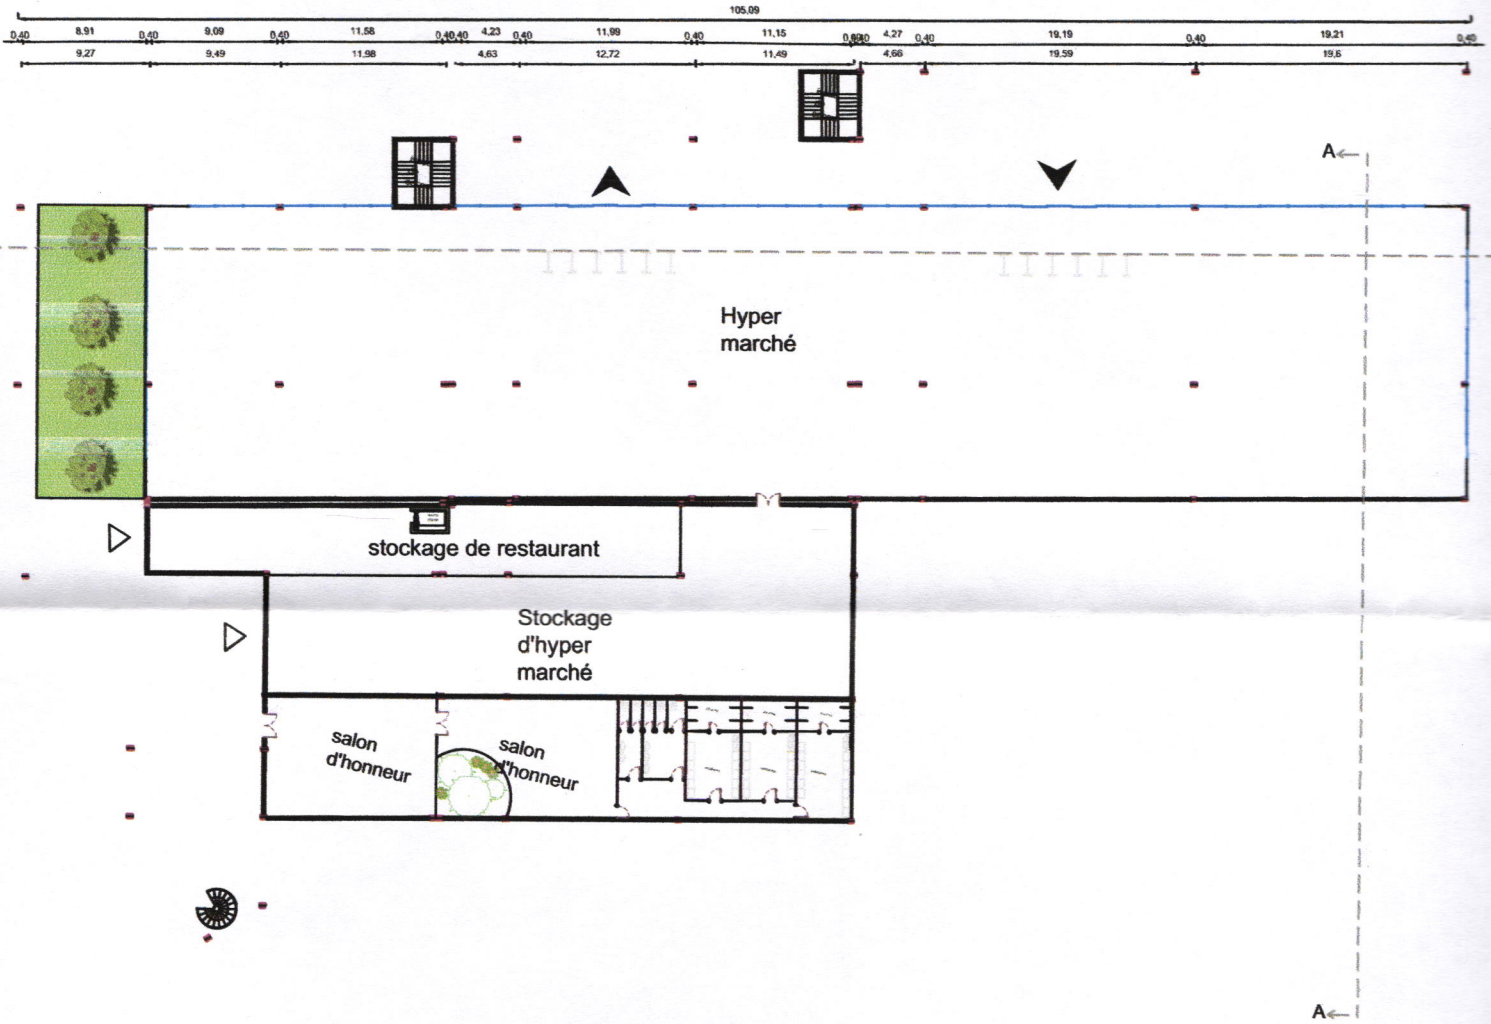 105,09
0,40 8.91 0,40 9,09 0,40 11,58 0,40 0,40 4,23 0,40 11,99 0,40 11,15 4,27 0,40 19,19 0,40 19,21 0,40
9,27 9,49 11,98 4,63 12,72 11,49 4,66 19.59 19,6
A
Hyper
marché
stockage de restaurant
Stockage
d'hyper
marché
salon
d'honneur
salon
d'honneur
A